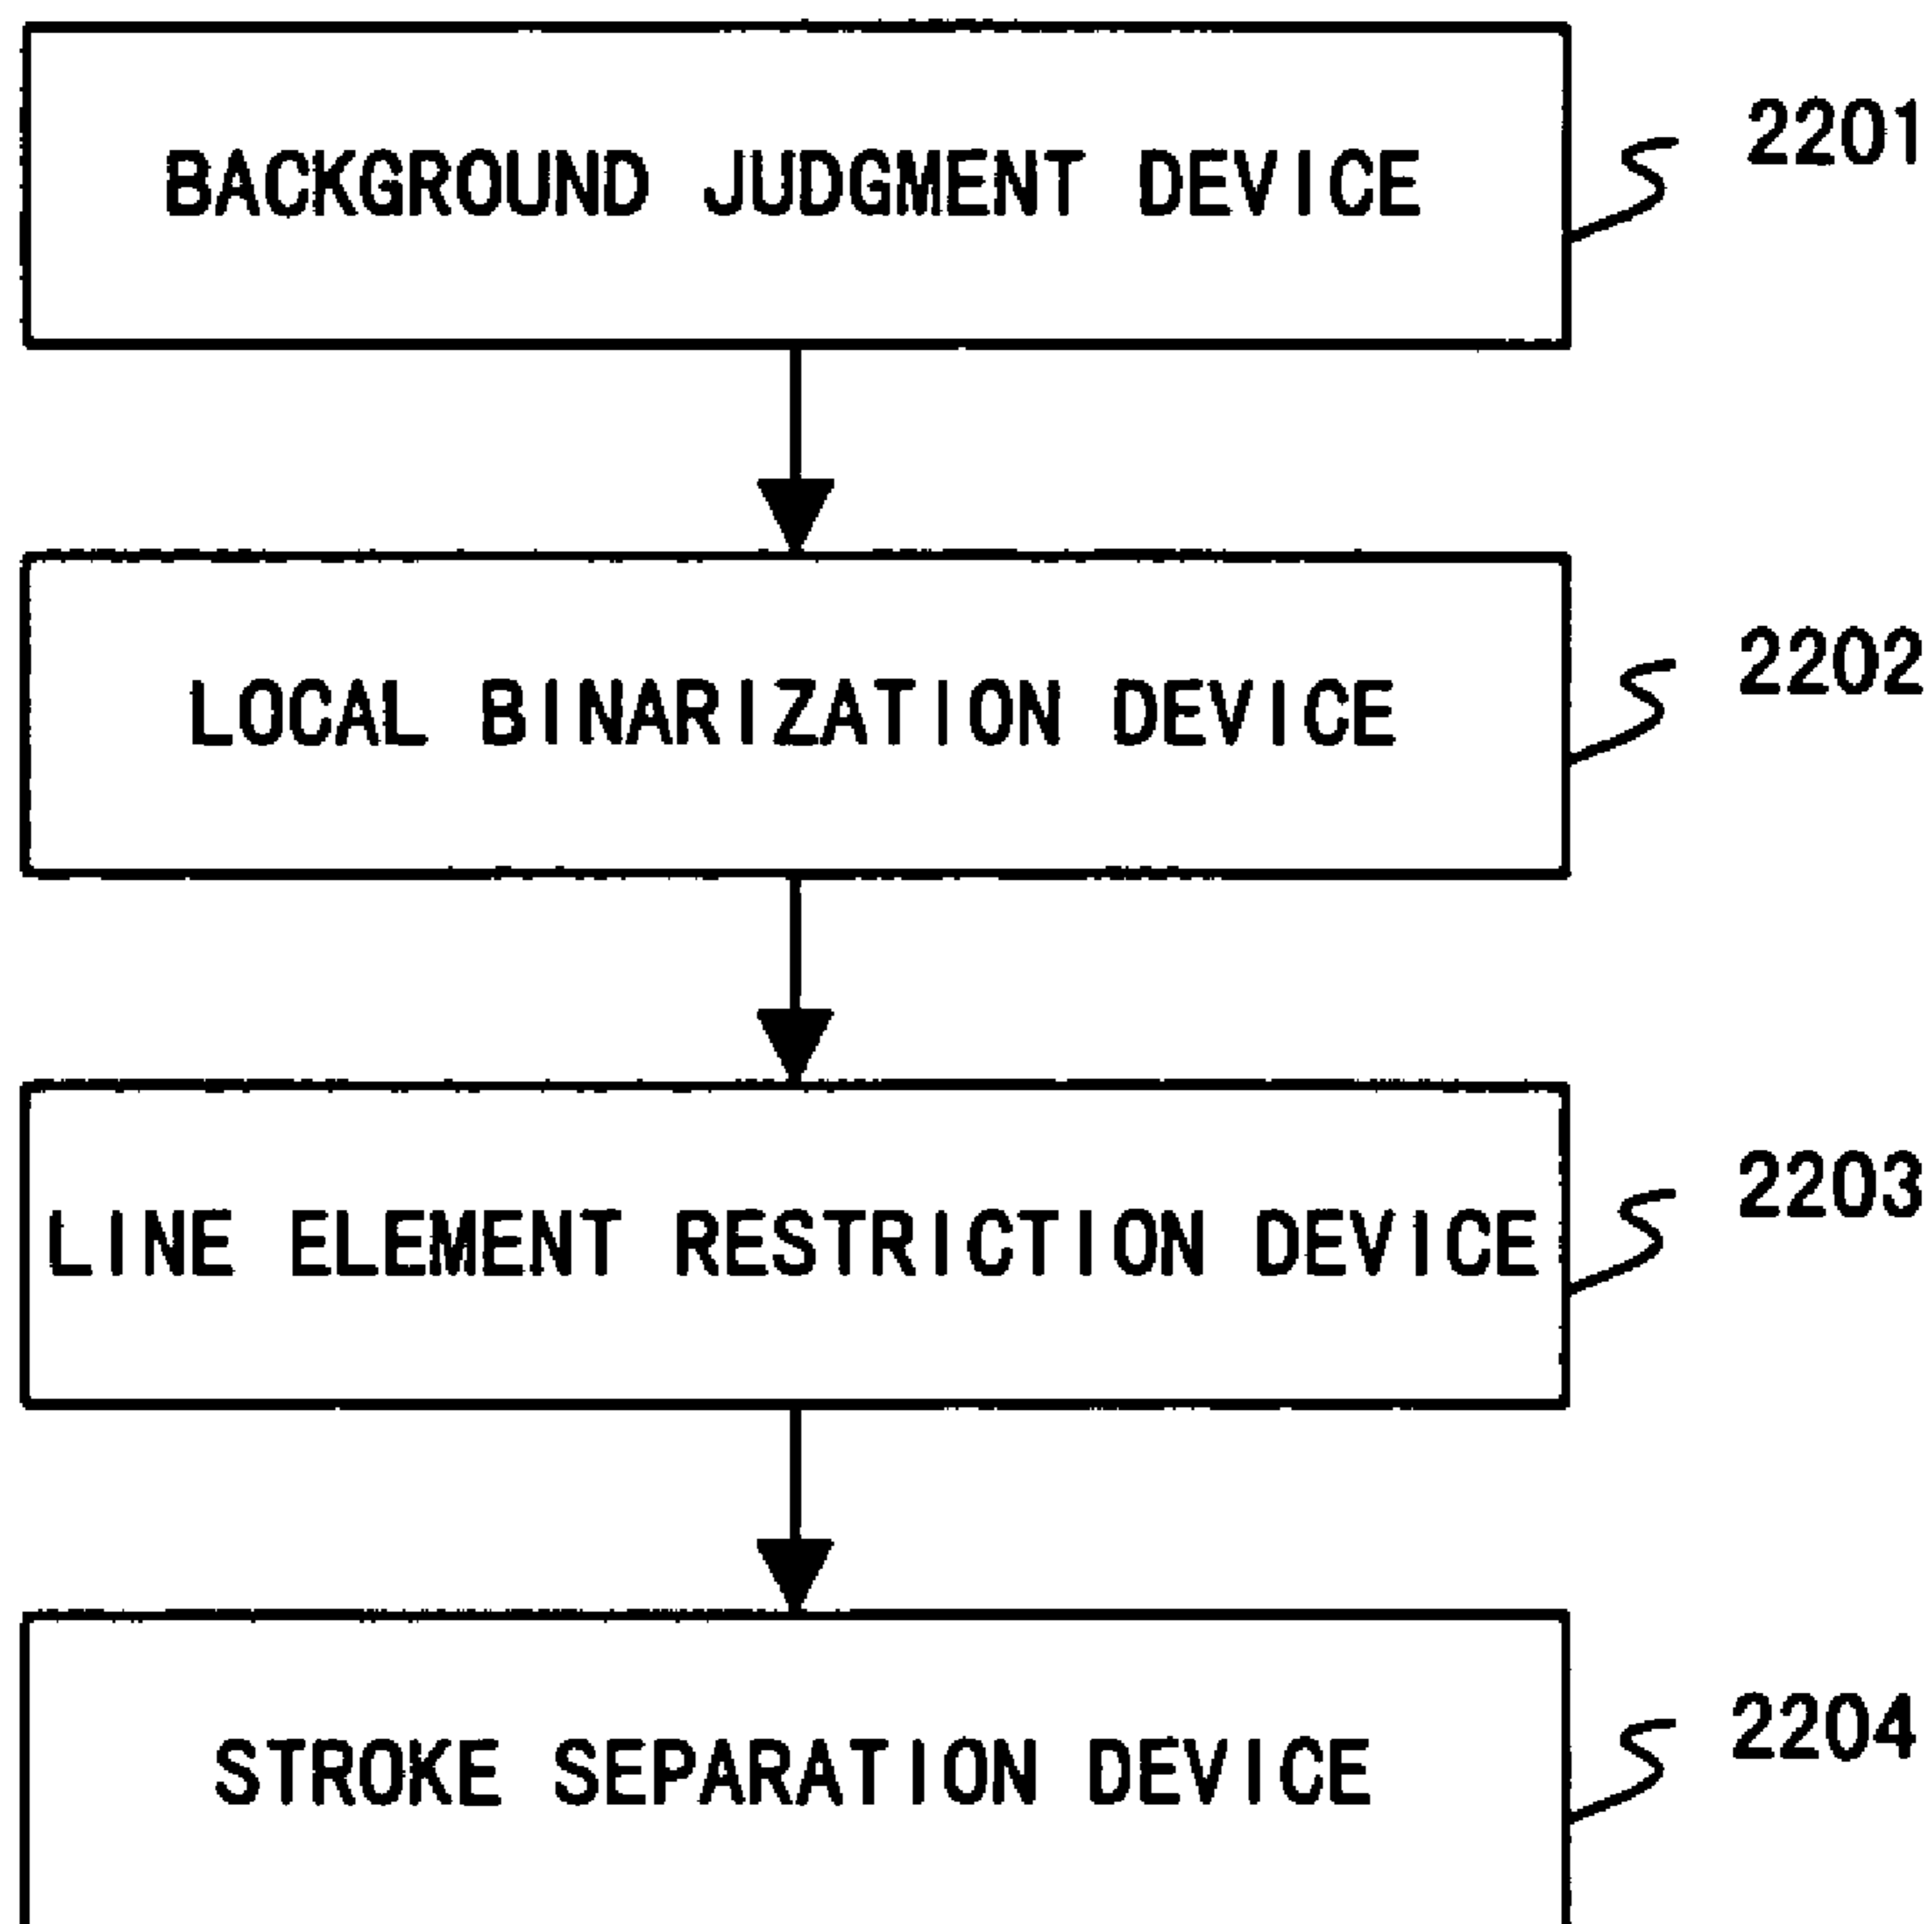 BACKGROUND JUDGMENT DEVICE
2201
LOCAL BINARIZATION DEVICE
2202
LINE ELEMENT RESTRICTION DEVICE
2203
STROKE SEPARATION DEVICE
2204